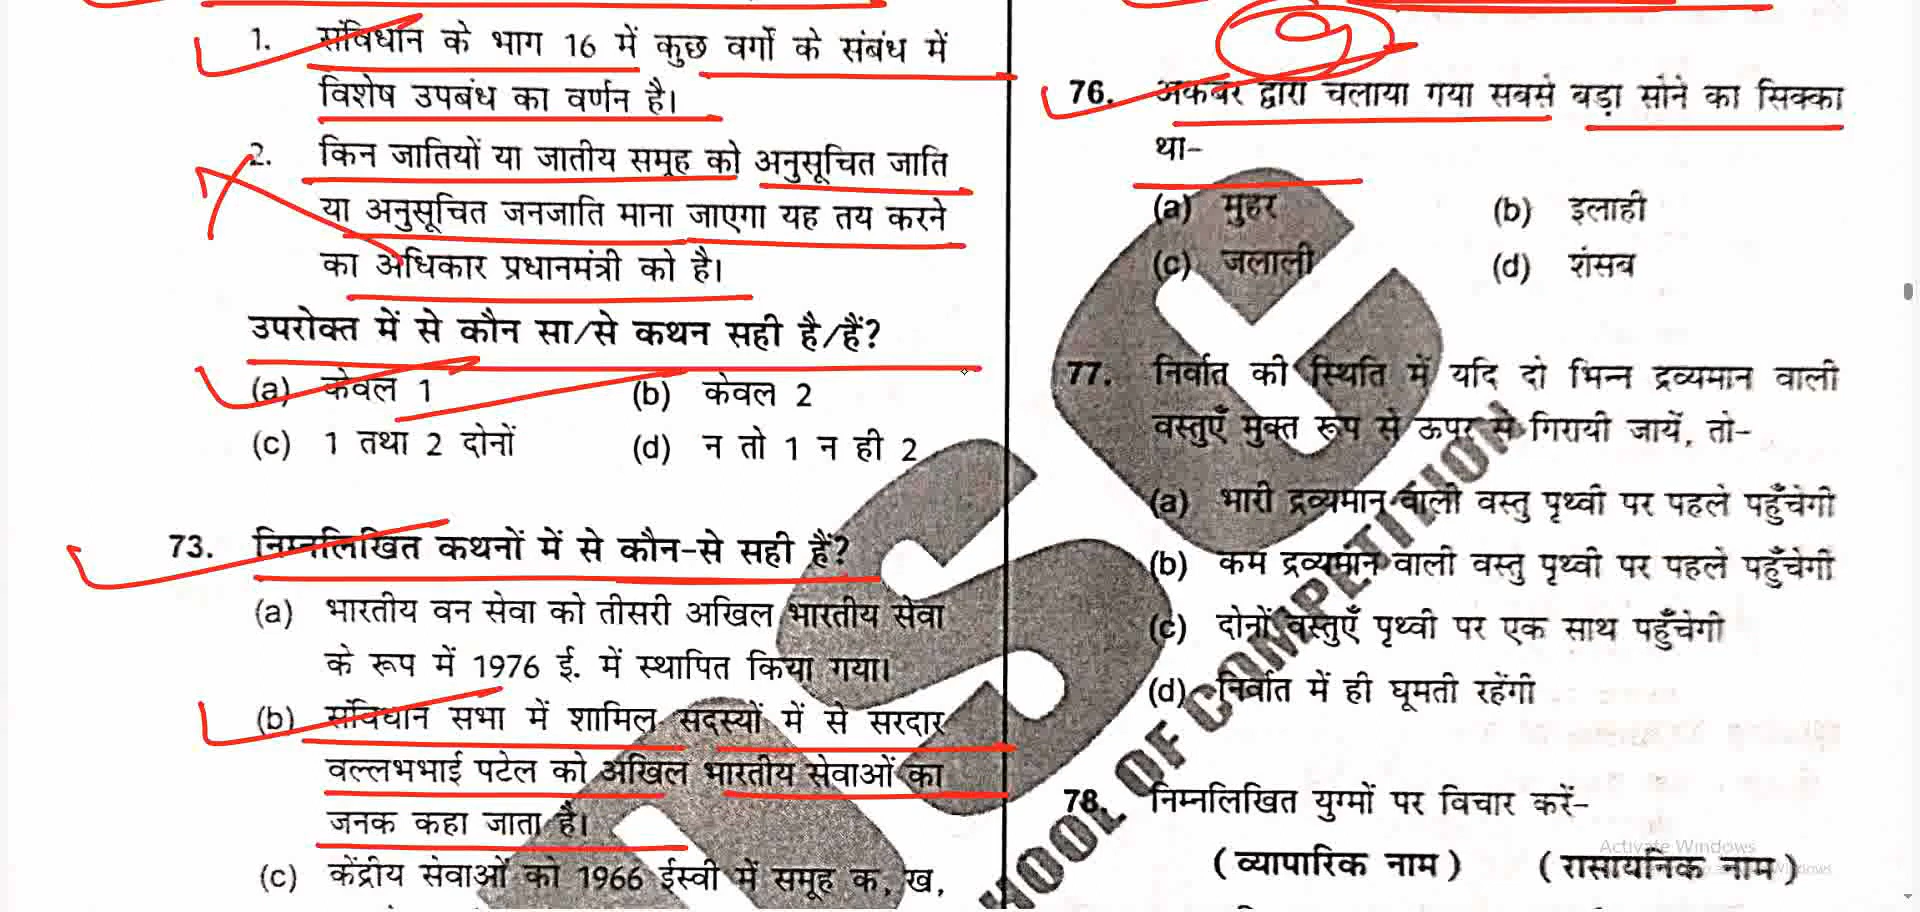 1. संविधान के भाग 16 में कुछ वर्गों के संबंध में
विशेष उपबंध का वर्णन है।
2. किन जातियों या जातीय समूह को अनुसूचित जाति
या अनुसूचित जनजाति माना जाएगा यह तय करने
का अधिकार प्रधानमंत्री को है।
उपरोक्त में से कौन सा/से कथन सही है/हैं?
(a) केवल 1 (b) केवल 2
(c) 1 तथा 2 दोनों (d) न तो 1 न ही 2
73. निम्नलिखित कथनों में से कौन-से सही हैं?
(a) भारतीय वन सेवा को तीसरी अखिल भारतीय सेवा
के रूप में 1976 ई. में स्थापित किया गया।
(b) संविधान सभा में शामिल सदस्यों में से सरदार
वल्लभभाई पटेल को अखिल भारतीय सेवाओं का
जनक कहा जाता है।
(c) केंद्रीय सेवाओं को 1966 ईस्वी में समूह क, ख,
76. अकबर द्वारा चलाया गया सबसे बड़ा सोने का सिक्का
था-
(a) मुहर (b) इलाही
(c) जलाली (d) शंसब
77. निर्वात की स्थिति में यदि दो भिन्न द्रव्यमान वाली
वस्तुएँ मुक्त रूप से ऊपर से गिरायी जायें, तो-
(a) भारी द्रव्यमान वाली वस्तु पृथ्वी पर पहले पहुँचेगी
(b) कम द्रव्यमान वाली वस्तु पृथ्वी पर पहले पहुँचेगी
(c) दोनों वस्तुएँ पृथ्वी पर एक साथ पहुँचेगी
(d) निर्वात में ही घूमती रहेंगी
78. निम्नलिखित युग्मों पर विचार करें-
(व्यापारिक नाम) (रासायनिक नाम)
OF COMPETITION
Activate Windows